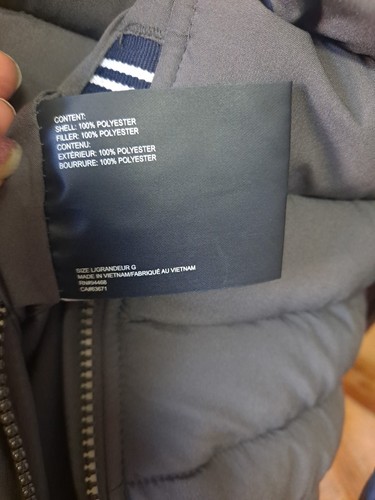 CONTENT:
SHELL: 100% POLYESTER
FILLER: 100% POLYESTER
CONTENU:
EXTÉRIEUR: 100% POLYESTER
BOURRURE: 100% POLYESTER
SIZE L/GRANDEUR G
MADE IN VIETNAM/FABRIQUÉ AU VIETNAM